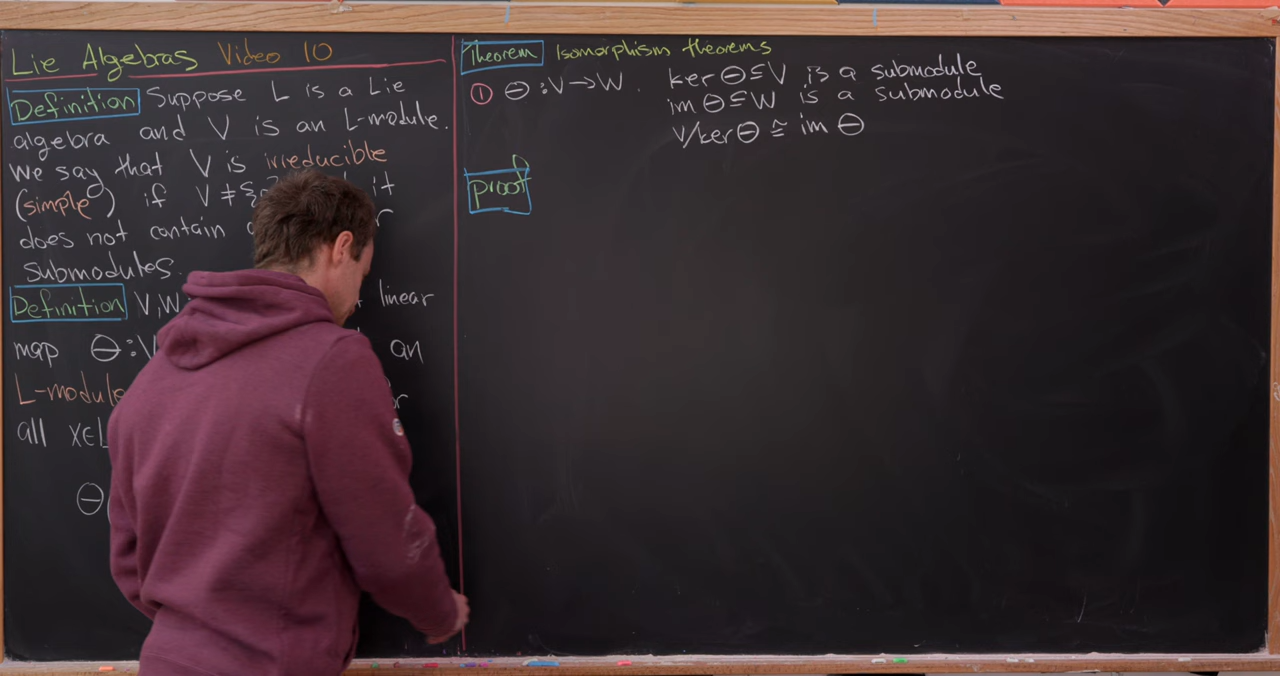 Lie Algebras Video 10
Definition Suppose L is a Lie
algebra and V is an L-module.
We say that V is irreducible
(simple) if V ≠ { it
does not contain
submodules.
Definition V, W linear
map Θ: V an
L-module
all x∈L
Θ
Theorem Isomorphism theorems
① Θ: V → W. ker Θ ⊆ V is a submodule
im Θ ⊆ W is a submodule
V/ker Θ ≅ im Θ
proof